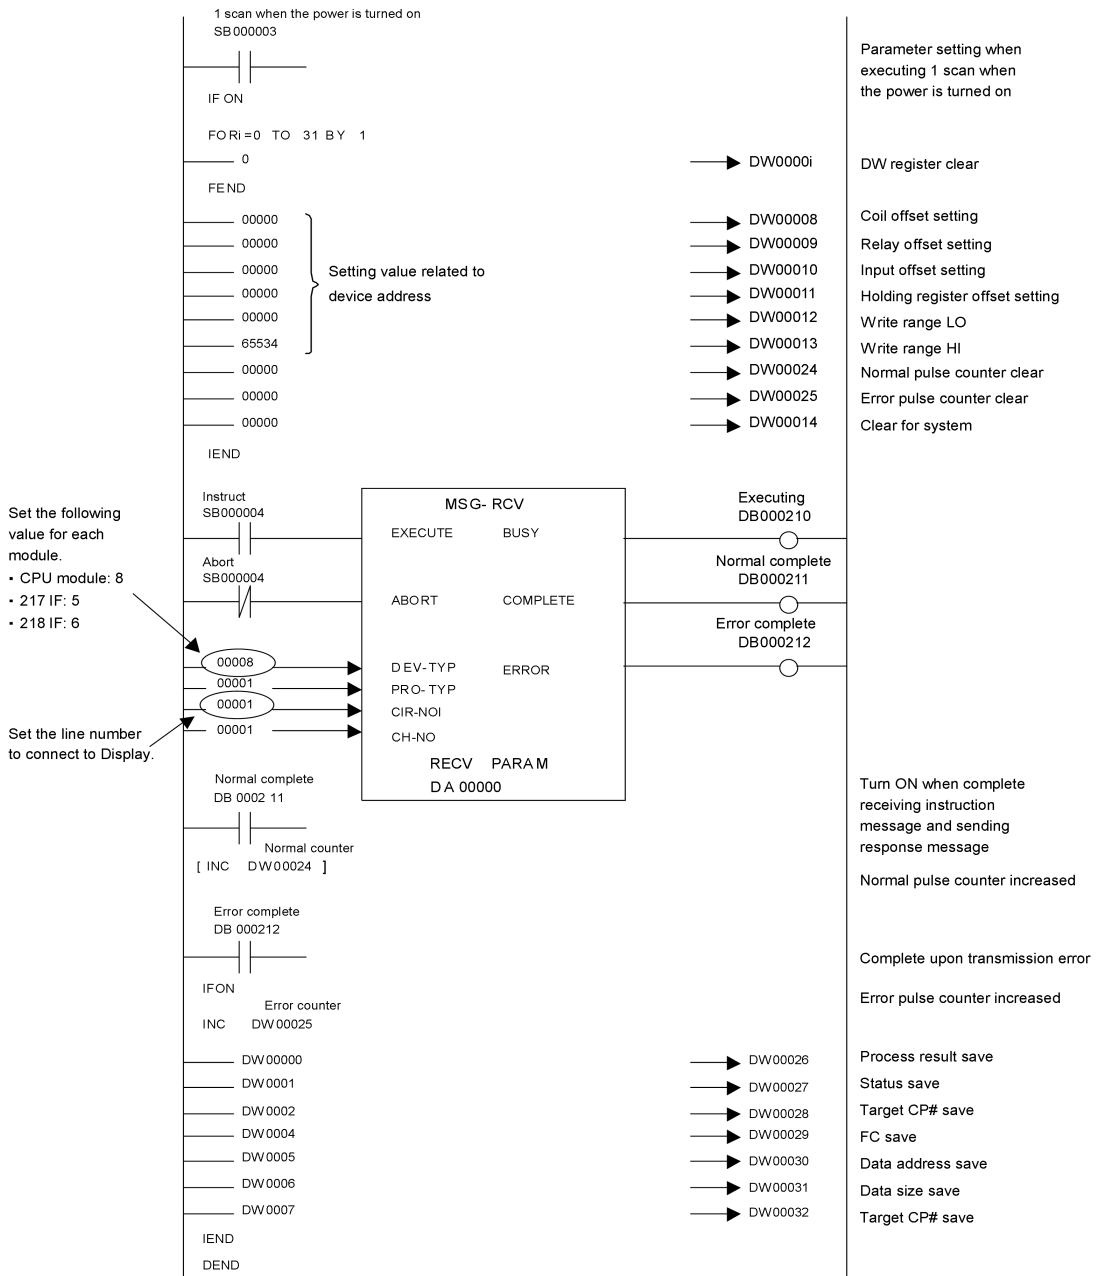 1 scan when the power is turned on
SB000003
Parameter setting when
executing 1 scan when
the power is turned on
IF ON
FORi=0 TO 31 BY 1
0 DW0000i DW register clear
FEND
00000 DW00008 Coil offset setting
00000 DW00009 Relay offset setting
00000 DW00010 Input offset setting
Setting value related to
device address
00000 DW00011 Holding register offset setting
00000 DW00012 Write range LO
65534 DW00013 Write range HI
00000 DW00024 Normal pulse counter clear
00000 DW00025 Error pulse counter clear
00000 DW00014 Clear for system
IEND
Set the following
value for each
module.
▪ CPU module: 8
▪ 217 IF: 5
▪ 218 IF: 6
Instruct
SB000004
MSG-RCV
Executing
DB000210
EXECUTE BUSY
Abort
SB000004
Normal complete
DB000211
ABORT COMPLETE
Error complete
DB000212
00008 DEV-TYP ERROR
00001 PRO-TYP
00001 CIR-NOI
00001 CH-NO
Set the line number
to connect to Display.
RECV PARAM
DA 00000
Normal complete
DB 0002 11
Turn ON when complete
receiving instruction
message and sending
response message
Normal counter
[ INC DW00024 ]
Normal pulse counter increased
Error complete
DB 000212
Complete upon transmission error
IFON
Error counter
Error pulse counter increased
INC DW00025
DW00000 DW00026 Process result save
DW0001 DW00027 Status save
DW0002 DW00028 Target CP# save
DW0004 DW00029 FC save
DW0005 DW00030 Data address save
DW0006 DW00031 Data size save
DW0007 DW00032 Target CP# save
IEND
DEND